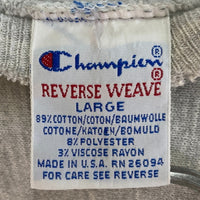 Champion®
REVERSE WEAVE®
LARGE
89% COTTON/COTON/BAUMWOLLE
COTONE/KATOEN/BOMULD
8% POLYESTER
3% VISCOSE RAYON
MADE IN U.S.A. RN 26094
FOR CARE SEE REVERSE